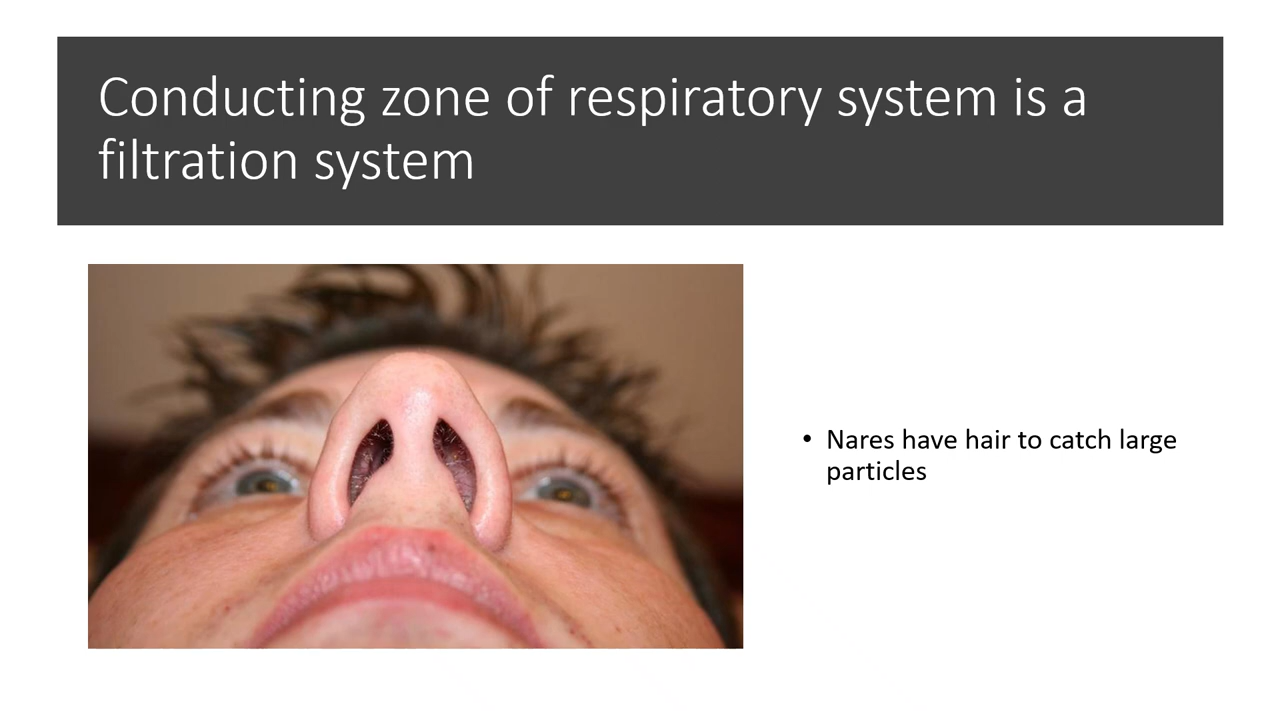 Conducting zone of respiratory system is a
filtration system
• Nares have hair to catch large
particles